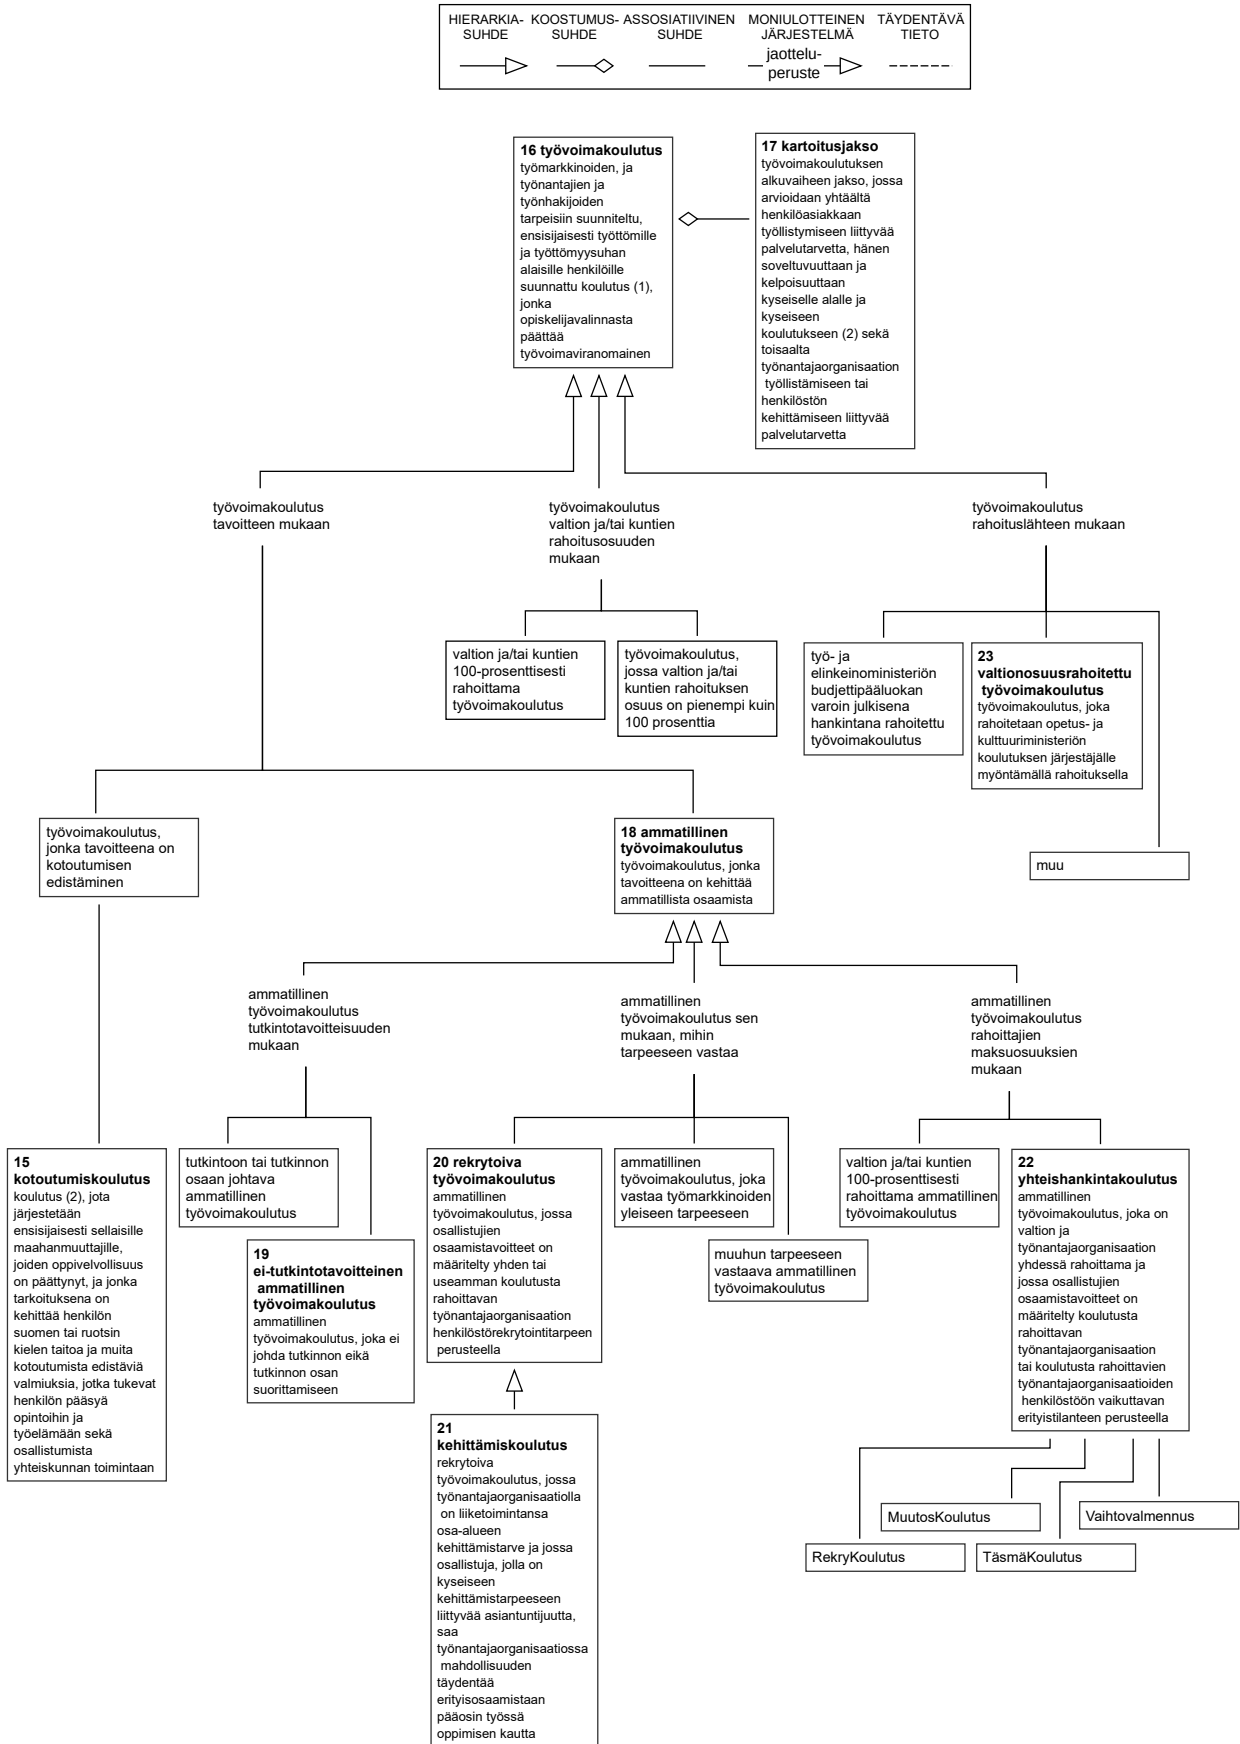 HIERARKIA-
SUHDE
KOOSTUMUS-
SUHDE
ASSOSIATIIVINEN
SUHDE
MONIULOTTEINEN
JÄRJESTELMÄ
jaottelu-
peruste
TÄYDENTÄVÄ
TIETO
16 työvoimakoulutus
työmarkkinoiden, ja
työnantajien ja
työnhakijoiden
tarpeisiin suunniteltu,
ensisijaisesti työttömille
ja työttömyysuhan
alaisille henkilöille
suunnattu koulutus (1),
jonka
opiskelijavalinnasta
päättää
työvoimaviranomainen
17 kartoitusjakso
työvoimakoulutuksen
alkuvaiheen jakso, jossa
arvioidaan yhtäältä
henkilöasiakkaan
työllistymiseen liittyvää
palvelutarvetta, hänen
soveltuvuuttaan ja
kelpoisuuttaan
kyseiselle alalle ja
kyseiseen
koulutukseen (2) sekä
toisaalta
työnantajaorganisaation
työllistämiseen tai
henkilöstön
kehittämiseen liittyvää
palvelutarvetta
työvoimakoulutus
tavoitteen mukaan
työvoimakoulutus
valtion ja/tai kuntien
rahoitusosuuden
mukaan
työvoimakoulutus
rahoituslähteen mukaan
valtion ja/tai kuntien
100-prosenttisesti
rahoittama
työvoimakoulutus
työvoimakoulutus,
jossa valtion ja/tai
kuntien rahoituksen
osuus on pienempi kuin
100 prosenttia
työ- ja
elinkeinoministeriön
budjettipääluokan
varoin julkisena
hankintana rahoitettu
työvoimakoulutus
23
valtionosuusrahoitettu
työvoimakoulutus
työvoimakoulutus, joka
rahoitetaan opetus- ja
kulttuuriministeriön
koulutuksen järjestäjälle
myöntämällä rahoituksella
muu
työvoimakoulutus,
jonka tavoitteena on
kotoutumisen
edistäminen
18 ammatillinen
työvoimakoulutus
työvoimakoulutus, jonka
tavoitteena on kehittää
ammatillista osaamista
ammatillinen
työvoimakoulutus
tutkintotavoitteisuuden
mukaan
ammatillinen
työvoimakoulutus sen
mukaan, mihin
tarpeeseen vastaa
ammatillinen
työvoimakoulutus
rahoittajien
maksuosuuksien
mukaan
15
kotoutumiskoulutus
koulutus (2), jota
järjestetään
ensisijaisesti sellaisille
maahanmuuttajille,
joiden oppivelvollisuus
on päättynyt, ja jonka
tarkoituksena on
kehittää henkilön
suomen tai ruotsin
kielen taitoa ja muita
kotoutumista edistäviä
valmiuksia, jotka tukevat
henkilön pääsyä
opintoihin ja
työelämään sekä
osallistumista
yhteiskunnan toimintaan
tutkintoon tai tutkinnon
osaan johtava
ammatillinen
työvoimakoulutus
19
ei-tutkintotavoitteinen
ammatillinen
työvoimakoulutus
ammatillinen
työvoimakoulutus, joka ei
johda tutkinnon eikä
tutkinnon osan
suorittamiseen
20 rekrytoiva
työvoimakoulutus
ammatillinen
työvoimakoulutus, jossa
osallistujien
osaamistavoitteet on
määritelty yhden tai
useamman koulutusta
rahoittavan
työnantajaorganisaation
henkilöstörekrytointitarpeen
perusteella
ammatillinen
työvoimakoulutus, joka
vastaa työmarkkinoiden
yleiseen tarpeeseen
muuhun tarpeeseen
vastaava ammatillinen
työvoimakoulutus
valtion ja/tai kuntien
100-prosenttisesti
rahoittama ammatillinen
työvoimakoulutus
22
yhteishankintakoulutus
ammatillinen
työvoimakoulutus, joka on
valtion ja
työnantajaorganisaation
yhdessä rahoittama ja
jossa osallistujien
osaamistavoitteet on
määritelty koulutusta
rahoittavan
työnantajaorganisaation
tai koulutusta rahoittavien
työnantajaorganisaatioiden
henkilöstöön vaikuttavan
erityistilanteen perusteella
21
kehittämiskoulutus
rekrytoiva
työvoimakoulutus, jossa
työnantajaorganisaatiolla
on liiketoimintansa
osa-alueen
kehittämistarve ja jossa
osallistuja, jolla on
kyseiseen
kehittämistarpeeseen
liittyvää asiantuntijuutta,
saa
työnantajaorganisaatiossa
mahdollisuuden
täydentää
erityisosaamistaan
pääosin työssä
oppimisen kautta
MuutosKoulutus
Vaihtovalmennus
RekryKoulutus
TäsmäKoulutus